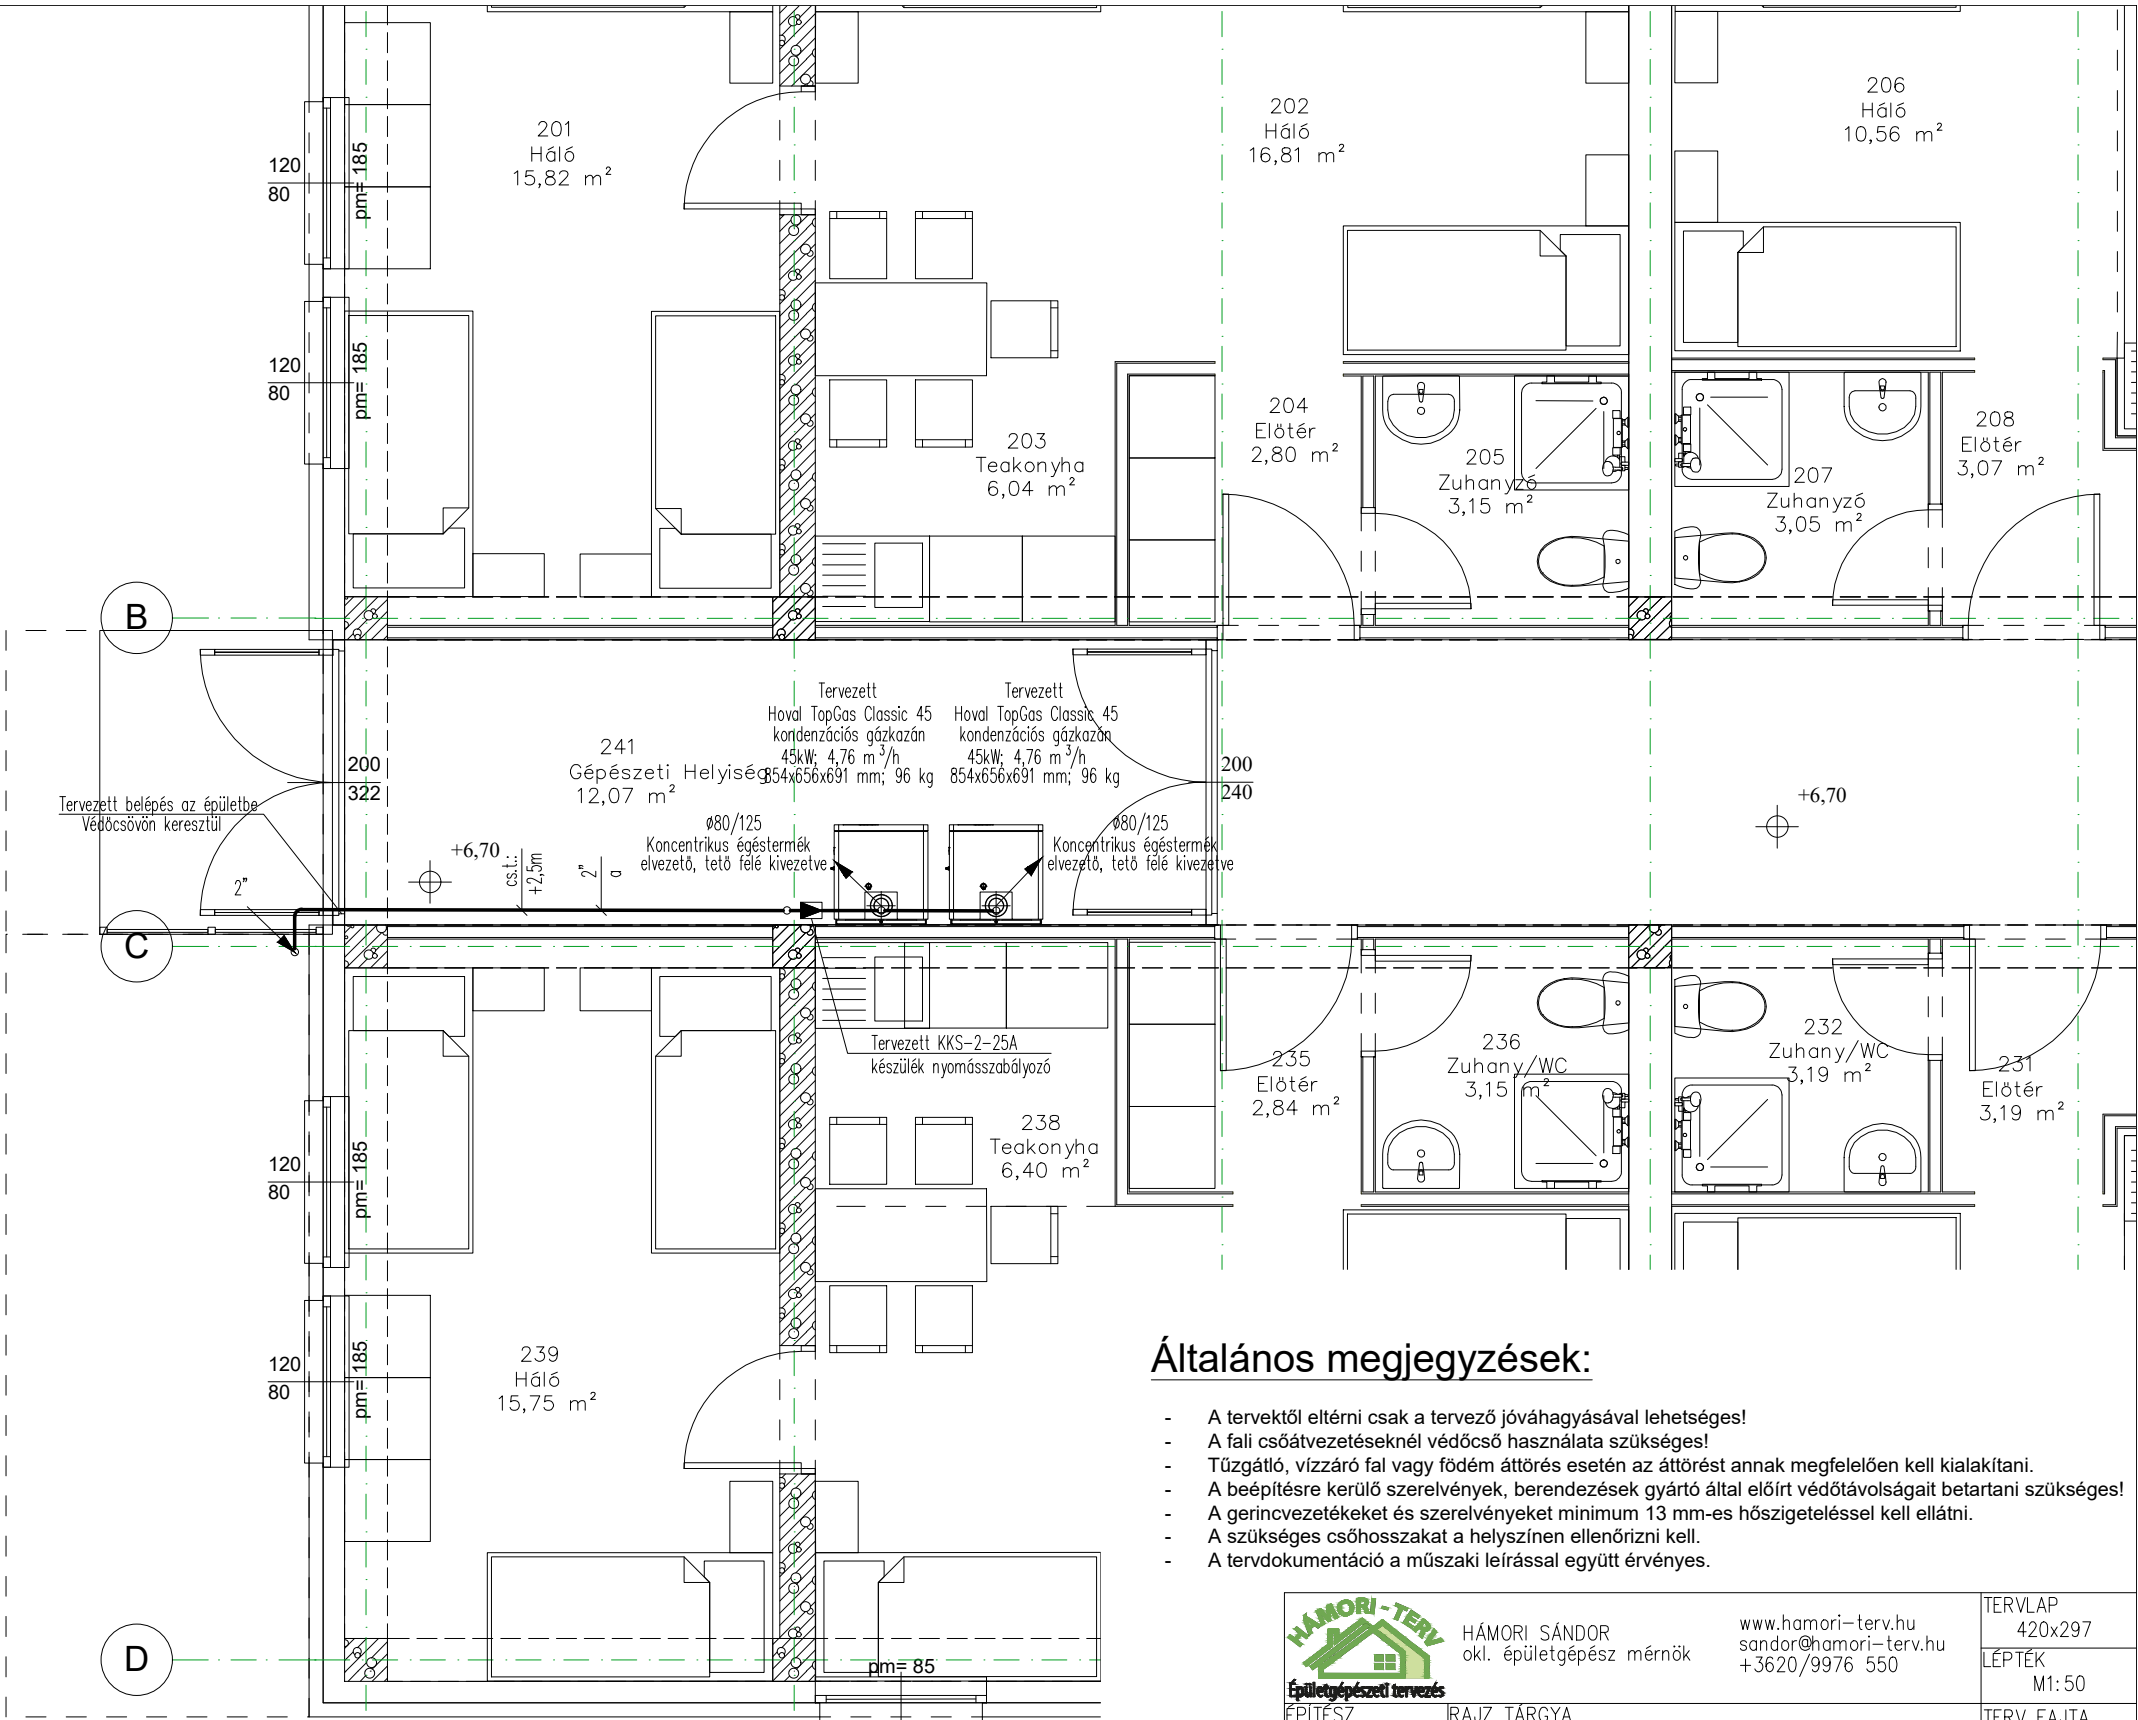 201
Háló
15,82 m²
202
Háló
16,81 m²
206
Háló
10,56 m²
120
80
pm= 185
120
80
pm= 185
203
Teakonyha
6,04 m²
204
Elötér
2,80 m²
205
Zuhanyzó
3,15 m²
207
Zuhanyzó
3,05 m²
208
Elötér
3,07 m²
B
Tervezett
Hoval TopGas Classic 45
kondenzációs gázkazán
45kW; 4,76 m³/h
854x656x691 mm; 96 kg
Tervezett
Hoval TopGas Classic 45
kondenzációs gázkazán
45kW; 4,76 m³/h
854x656x691 mm; 96 kg
241
Gépészeti Helyiség
12,07 m²
200
322
200
240
Tervezett belépés az épületbe
Védőcsövön keresztül
+6,70
+6,70
ø80/125
Koncentrikus égéstermék
elvezető, tető felé kivezetve
ø80/125
Koncentrikus égéstermék
elvezető, tető felé kivezetve
cs.t.:
+2,5m
2"
a
2"
C
Tervezett KKS-2-25A
készülék nyomásszabályozó
235
Elötér
2,84 m²
236
Zuhany/WC
3,15 m²
232
Zuhany/WC
3,19 m²
231
Elötér
3,19 m²
238
Teakonyha
6,40 m²
120
80
pm= 185
120
80
pm= 185
239
Háló
15,75 m²
D
pm= 85
Általános megjegyzések:
- A tervektől eltérni csak a tervező jóváhagyásával lehetséges!
- A fali csőátvezetéseknél védőcső használata szükséges!
- Tűzgátló, vízzáró fal vagy födém áttörés esetén az áttörést annak megfelelően kell kialakítani.
- A beépítésre kerülő szerelvények, berendezések gyártó által előírt védőtávolságait betartani szükséges!
- A gerincvezetékeket és szerelvényeket minimum 13 mm-es hőszigeteléssel kell ellátni.
- A szükséges csőhosszakat a helyszínen ellenőrizni kell.
- A tervdokumentáció a műszaki leírással együtt érvényes.
HÁMORI-TERV
Épületgépészeti tervezés
HÁMORI SÁNDOR
okl. épületgépész mérnök
www.hamori-terv.hu
sandor@hamori-terv.hu
+3620/9976 550
TERVLAP
420x297
LÉPTÉK
M1:50
ÉPÍTÉSZ
RAJZ TÁRGYA
TERV FAJTA